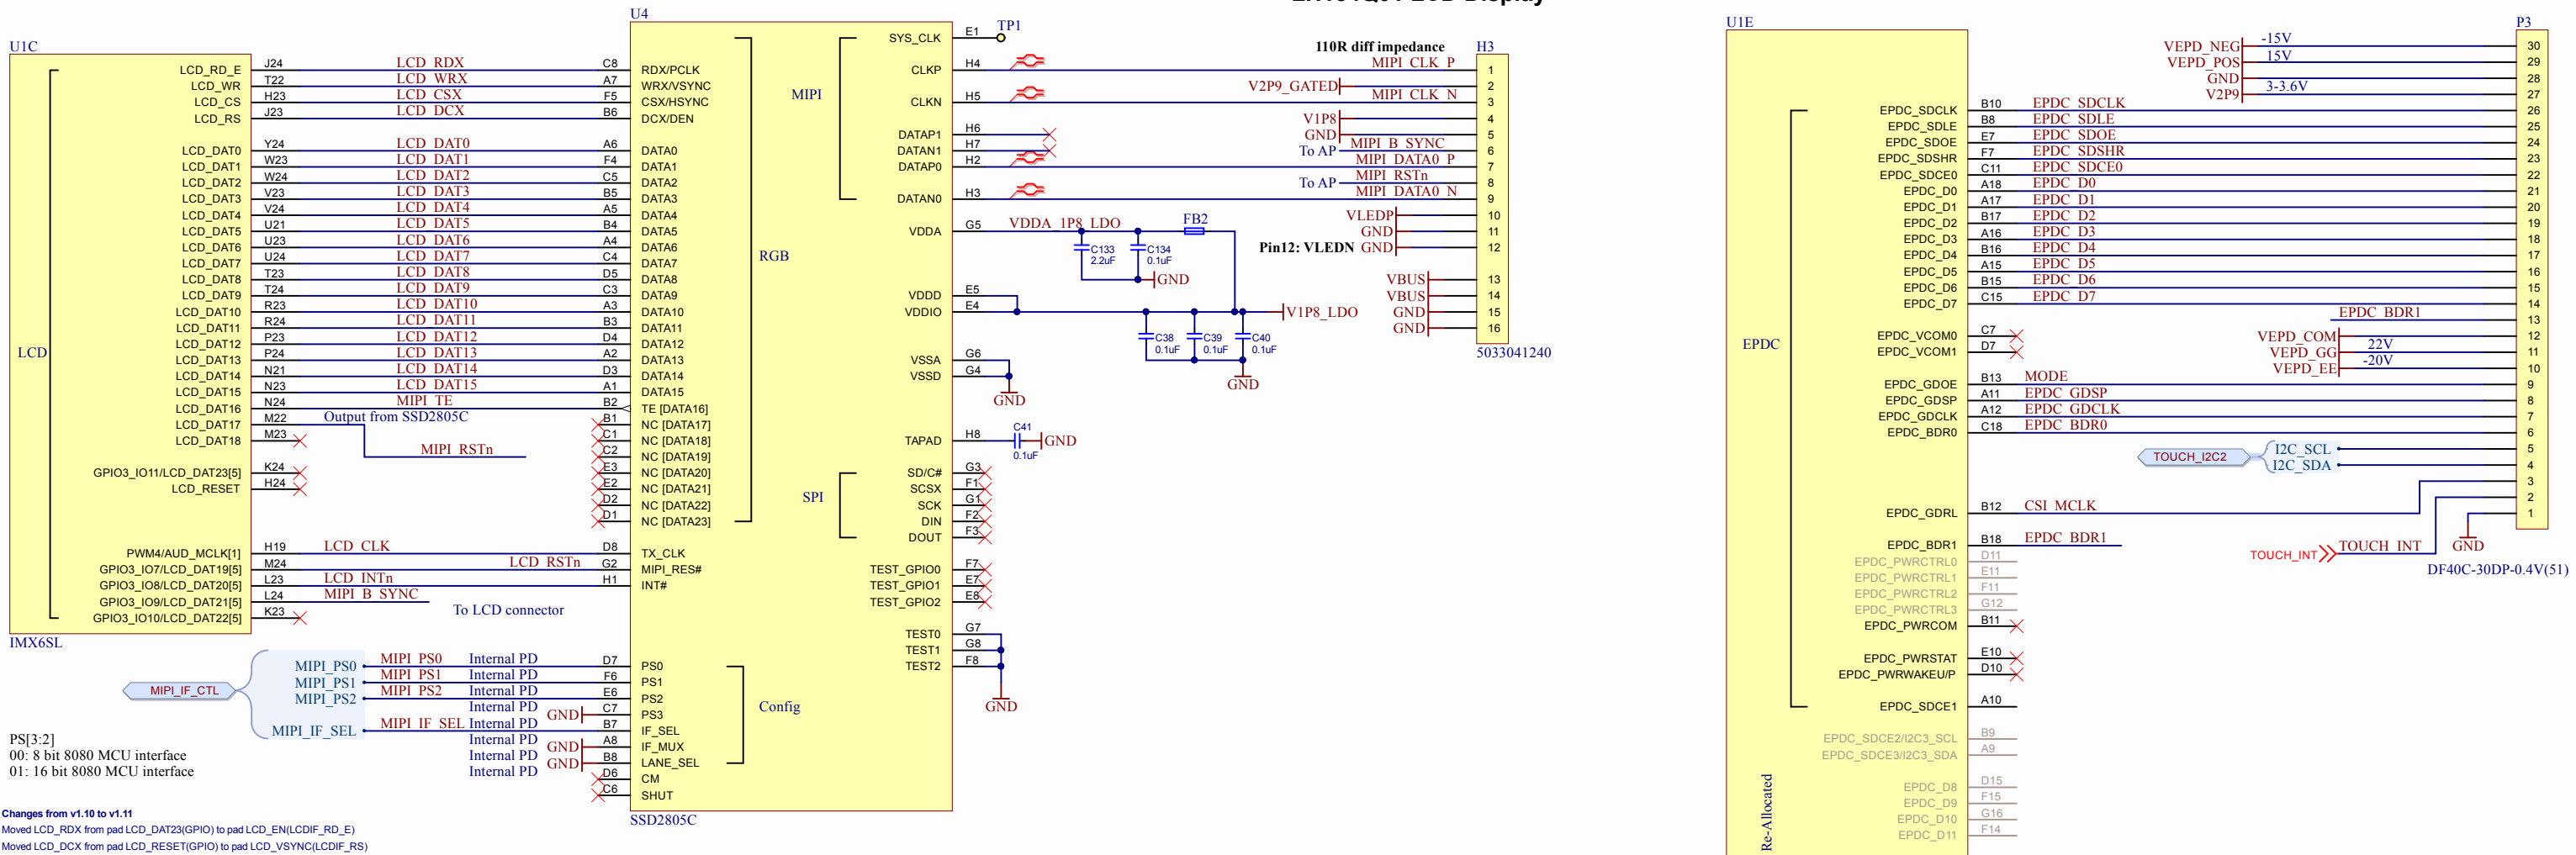 U1C
LCD
LCD_RD_E J24 LCD_RDX
LCD_WR T22 LCD_WRX
LCD_CS H23 LCD_CSX
LCD_RS J23 LCD_DCX
LCD_DAT0 Y24 LCD_DAT0
LCD_DAT1 W23 LCD_DAT1
LCD_DAT2 W24 LCD_DAT2
LCD_DAT3 V23 LCD_DAT3
LCD_DAT4 V24 LCD_DAT4
LCD_DAT5 U21 LCD_DAT5
LCD_DAT6 U23 LCD_DAT6
LCD_DAT7 U24 LCD_DAT7
LCD_DAT8 T23 LCD_DAT8
LCD_DAT9 T24 LCD_DAT9
LCD_DAT10 R23 LCD_DAT10
LCD_DAT11 R24 LCD_DAT11
LCD_DAT12 P23 LCD_DAT12
LCD_DAT13 P24 LCD_DAT13
LCD_DAT14 N21 LCD_DAT14
LCD_DAT15 N23 LCD_DAT15
LCD_DAT16 N24 MIPI_TE
LCD_DAT17 M22 Output from SSD2805C
LCD_DAT18 M23
MIPI_RSTn
GPIO3_IO11/LCD_DAT23[5] K24
LCD_RESET H24
PWM4/AUD_MCLK[1] H19 LCD_CLK
GPIO3_IO7/LCD_DAT19[5] M24 LCD_RSTn
GPIO3_IO8/LCD_DAT20[5] L23 LCD_INTn
GPIO3_IO9/LCD_DAT21[5] L24 MIPI_B_SYNC
GPIO3_IO10/LCD_DAT22[5] K23
To LCD connector
IMX6SL
MIPI_IF_CTL
MIPI_PS0 MIPI_PS0 Internal PD
MIPI_PS1 MIPI_PS1 Internal PD
MIPI_PS2 MIPI_PS2 Internal PD
Internal PD GND
MIPI_IF_SEL MIPI_IF_SEL Internal PD
Internal PD GND
Internal PD GND
Internal PD
PS[3:2]
00: 8 bit 8080 MCU interface
01: 16 bit 8080 MCU interface
Changes from v1.10 to v1.11
Moved LCD_RDX from pad LCD_DAT23(GPIO) to pad LCD_EN(LCDIF_RD_E)
Moved LCD_DCX from pad LCD_RESET(GPIO) to pad LCD_VSYNC(LCDIF_RS)
U4
C8 RDX/PCLK
A7 WRX/VSYNC
F5 CSX/HSYNC
B6 DCX/DEN
A6 DATA0
F4 DATA1
C5 DATA2
B5 DATA3
A5 DATA4
B4 DATA5
A4 DATA6
C4 DATA7
D5 DATA8
C3 DATA9
A3 DATA10
B3 DATA11
D4 DATA12
A2 DATA13
D3 DATA14
A1 DATA15
B2 TE [DATA16]
B1 NC [DATA17]
C1 NC [DATA18]
C2 NC [DATA19]
E3 NC [DATA20]
E2 NC [DATA21]
D2 NC [DATA22]
D1 NC [DATA23]
RGB
D8 TX_CLK
G2 MIPI_RES#
H1 INT#
D7 PS0
F6 PS1
E6 PS2
C7 PS3
B7 IF_SEL
A8 IF_MUX
B8 LANE_SEL
D6 CM
C6 SHUT
Config
SSD2805C
MIPI
SYS_CLK E1 TP1
CLKP H4
CLKN H5
DATAP1 H6
DATAN1 H7
DATAP0 H2
DATAN0 H3
VDDA G5 VDDA_1P8_LDO FB2
C133
2.2uF
C134
0.1uF
GND
VDDD E5
VDDIO E4 V1P8_LDO
C38
0.1uF
C39
0.1uF
C40
0.1uF
GND
VSSA G6
VSSD G4
GND
TAPAD H8 C41 GND
0.1uF
SPI
SD/C# G3
SCSX F1
SCK G1
DIN F2
DOUT F3
TEST_GPIO0 F7
TEST_GPIO1 E7
TEST_GPIO2 E8
TEST0 G7
TEST1 G8
TEST2 F8
GND
110R diff impedance H3
MIPI_CLK_P 1
V2P9_GATED 2
MIPI_CLK_N 3
V1P8 4
GND 5
To AP MIPI_B_SYNC 6
MIPI_DATA0_P 7
To AP MIPI_RSTn 8
MIPI_DATA0_N 9
VLEDP 10
GND 11
Pin12: VLEDN GND 12
VBUS 13
VBUS 14
GND 15
GND 16
5033041240
U1E
EPDC
EPDC_SDCLK B10 EPDC_SDCLK
EPDC_SDLE B8 EPDC_SDLE
EPDC_SDOE E7 EPDC_SDOE
EPDC_SDSHR F7 EPDC_SDSHR
EPDC_SDCE0 C11 EPDC_SDCE0
EPDC_D0 A18 EPDC_D0
EPDC_D1 A17 EPDC_D1
EPDC_D2 B17 EPDC_D2
EPDC_D3 A16 EPDC_D3
EPDC_D4 B16 EPDC_D4
EPDC_D5 A15 EPDC_D5
EPDC_D6 B15 EPDC_D6
EPDC_D7 C15 EPDC_D7
EPDC_VCOM0 C7
EPDC_VCOM1 D7
EPDC_GDOE B13 MODE
EPDC_GDSP A11 EPDC_GDSP
EPDC_GDCLK A12 EPDC_GDCLK
EPDC_BDR0 C18 EPDC_BDR0
EPDC_GDRL B12 CSI_MCLK
EPDC_BDR1 B18 EPDC_BDR1
EPDC_PWRCTRL0 D11
EPDC_PWRCTRL1 E11
EPDC_PWRCTRL2 F11
EPDC_PWRCTRL3 G12
EPDC_PWRCOM B11
EPDC_PWRSTAT E10
EPDC_PWRWAKEU/P D10
EPDC_SDCE1 A10
EPDC_SDCE2/I2C3_SCL B9
EPDC_SDCE3/I2C3_SDA A9
EPDC_D8 D15
EPDC_D9 F15
EPDC_D10 G16
EPDC_D11 F14
Re-Allocated
P3
VEPD_NEG -15V 30
VEPD_POS 15V 29
GND 28
V2P9 3-3.6V 27
26
25
24
23
22
21
20
19
18
17
16
15
14
EPDC_BDR1 13
VEPD_COM 12
VEPD_GG 22V 11
VEPD_EE -20V 10
9
8
7
6
TOUCH_I2C2 I2C_SCL 5
I2C_SDA 4
3
2
1
TOUCH_INT TOUCH_INT GND
DF40C-30DP-0.4V(51)